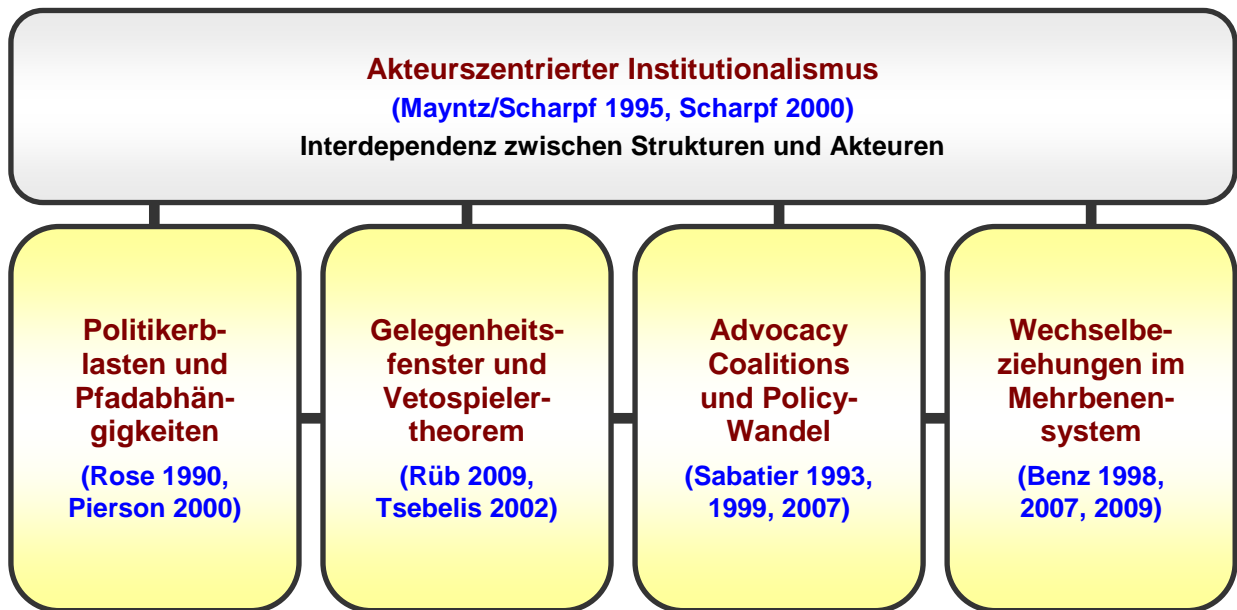 Akteurszentrierter Institutionalismus
(Mayntz/Scharpf 1995, Scharpf 2000)
Interdependenz zwischen Strukturen und Akteuren
Politikerb-
lasten und
Pfadabhän-
gigkeiten
(Rose 1990,
Pierson 2000)
Gelegenheits-
fenster und
Vetospieler-
theorem
(Rüb 2009,
Tsebelis 2002)
Advocacy
Coalitions
und Policy-
Wandel
(Sabatier 1993,
1999, 2007)
Wechselbe-
ziehungen im
Mehrbenen-
system
(Benz 1998,
2007, 2009)